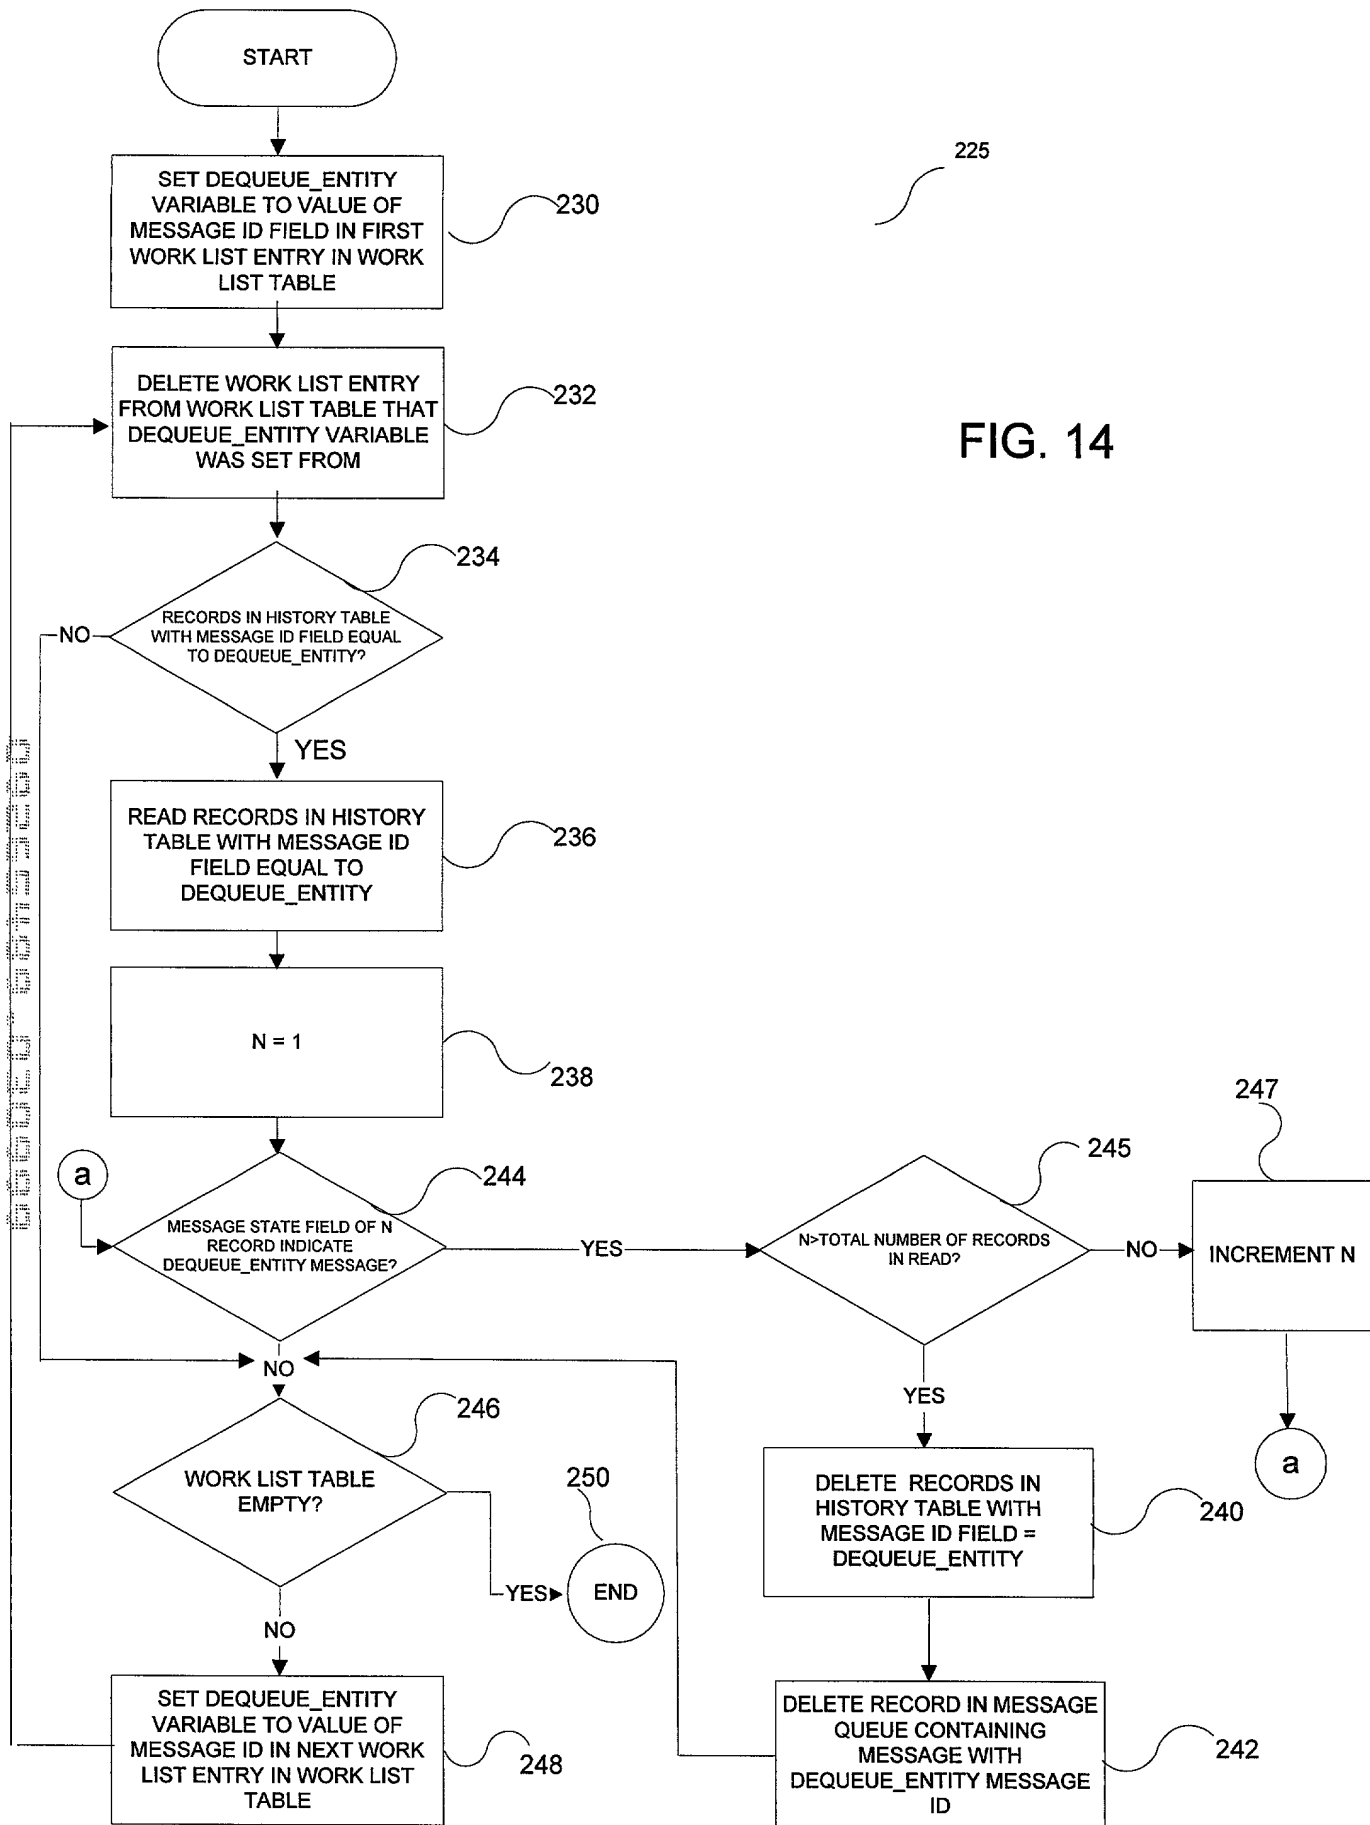 START
225
SET DEQUEUE_ENTITY
VARIABLE TO VALUE OF
MESSAGE ID FIELD IN FIRST
WORK LIST ENTRY IN WORK
LIST TABLE
230
DELETE WORK LIST ENTRY
FROM WORK LIST TABLE THAT
DEQUEUE_ENTITY VARIABLE
WAS SET FROM
232
FIG. 14
234
RECORDS IN HISTORY TABLE
WITH MESSAGE ID FIELD EQUAL
TO DEQUEUE_ENTITY?
NO
YES
READ RECORDS IN HISTORY
TABLE WITH MESSAGE ID
FIELD EQUAL TO
DEQUEUE_ENTITY
236
N = 1
238
a
244
MESSAGE STATE FIELD OF N
RECORD INDICATE
DEQUEUE_ENTITY MESSAGE?
YES
245
N>TOTAL NUMBER OF RECORDS
IN READ?
NO
247
INCREMENT N
a
NO
YES
246
WORK LIST TABLE
EMPTY?
250
YES
END
DELETE RECORDS IN
HISTORY TABLE WITH
MESSAGE ID FIELD =
DEQUEUE_ENTITY
240
NO
SET DEQUEUE_ENTITY
VARIABLE TO VALUE OF
MESSAGE ID IN NEXT WORK
LIST ENTRY IN WORK LIST
TABLE
248
DELETE RECORD IN MESSAGE
QUEUE CONTAINING
MESSAGE WITH
DEQUEUE_ENTITY MESSAGE
ID
242